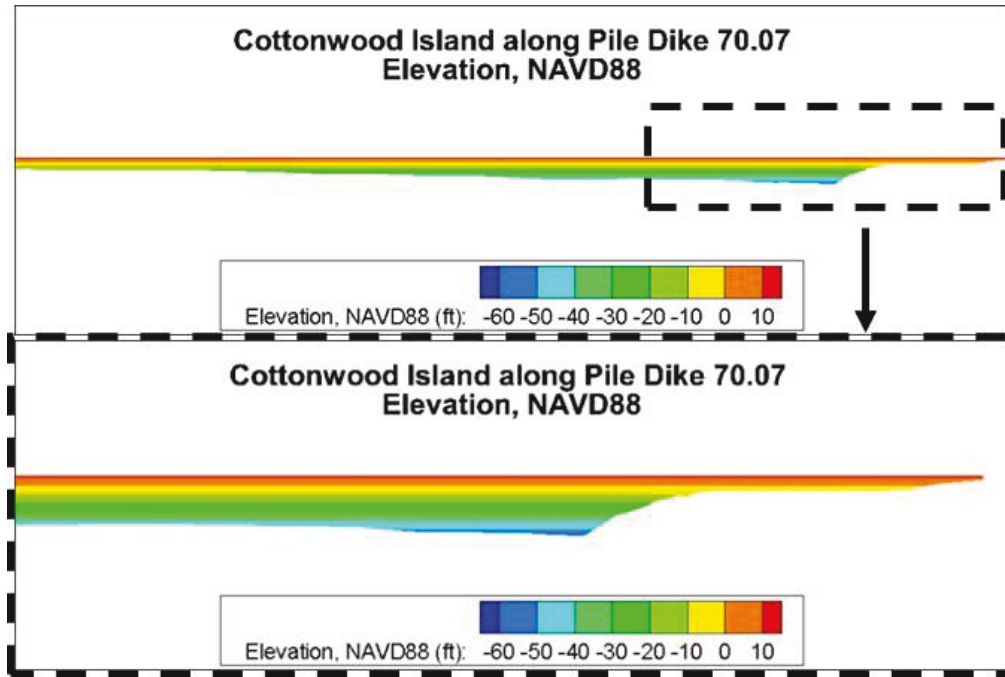 Cottonwood Island along Pile Dike 70.07
Elevation, NAVD88
Elevation, NAVD88 (ft): -60 -50 -40 -30 -20 -10 0 10
Cottonwood Island along Pile Dike 70.07
Elevation, NAVD88
Elevation, NAVD88 (ft): -60 -50 -40 -30 -20 -10 0 10